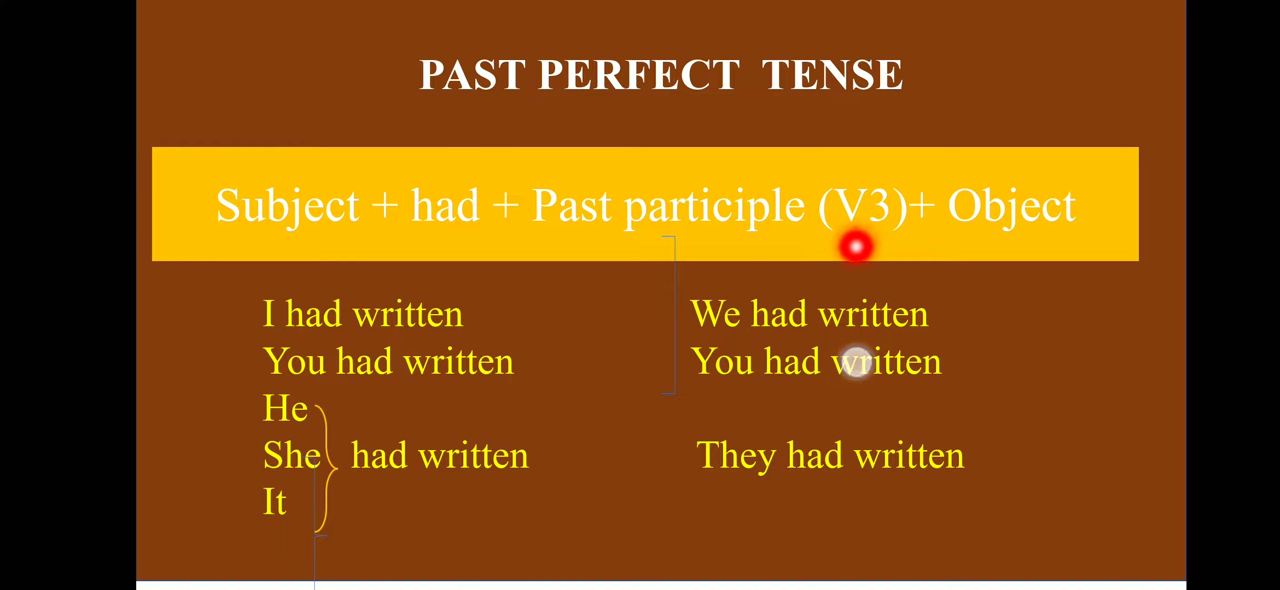 PAST PERFECT TENSE
Subject + had + Past participle (V3)+ Object
I had written
You had written
He
She had written
It
We had written
You had written
They had written